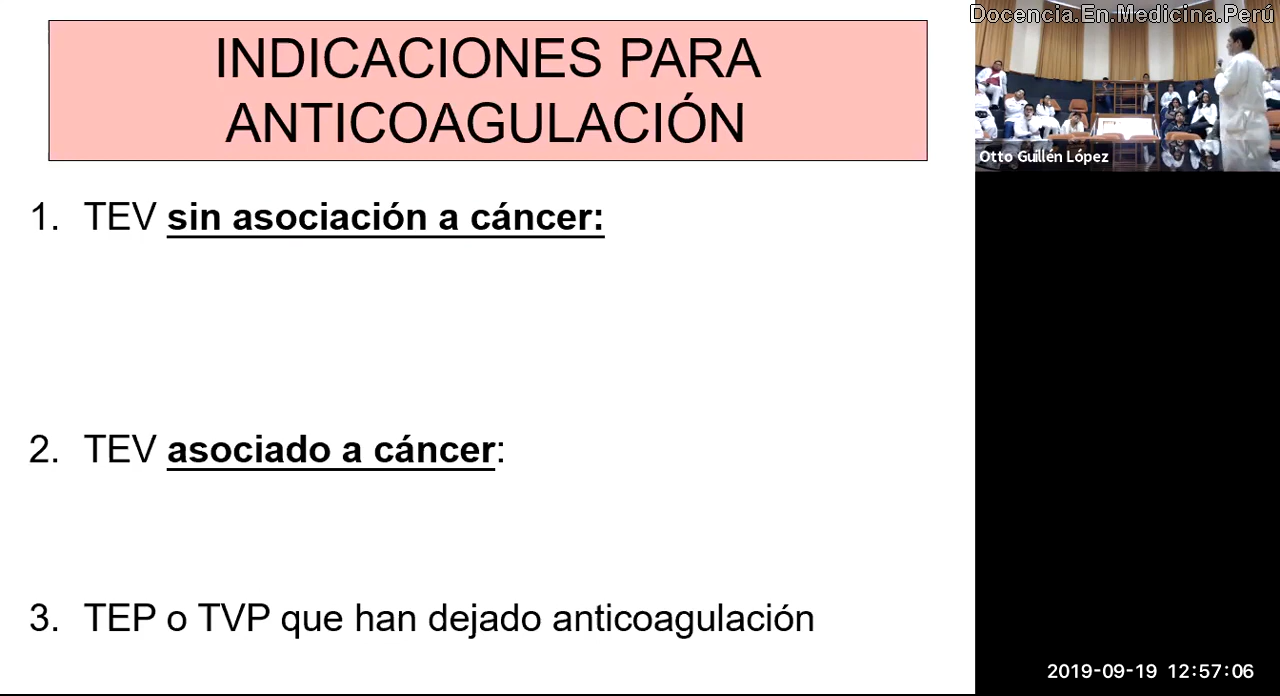 INDICACIONES PARA
ANTICOAGULACIÓN
1. TEV sin asociación a cáncer:
2. TEV asociado a cáncer:
3. TEP o TVP que han dejado anticoagulación
Docencia.En.Medicina.Perú
Otto Guillén López
2019-09-19 12:57:06